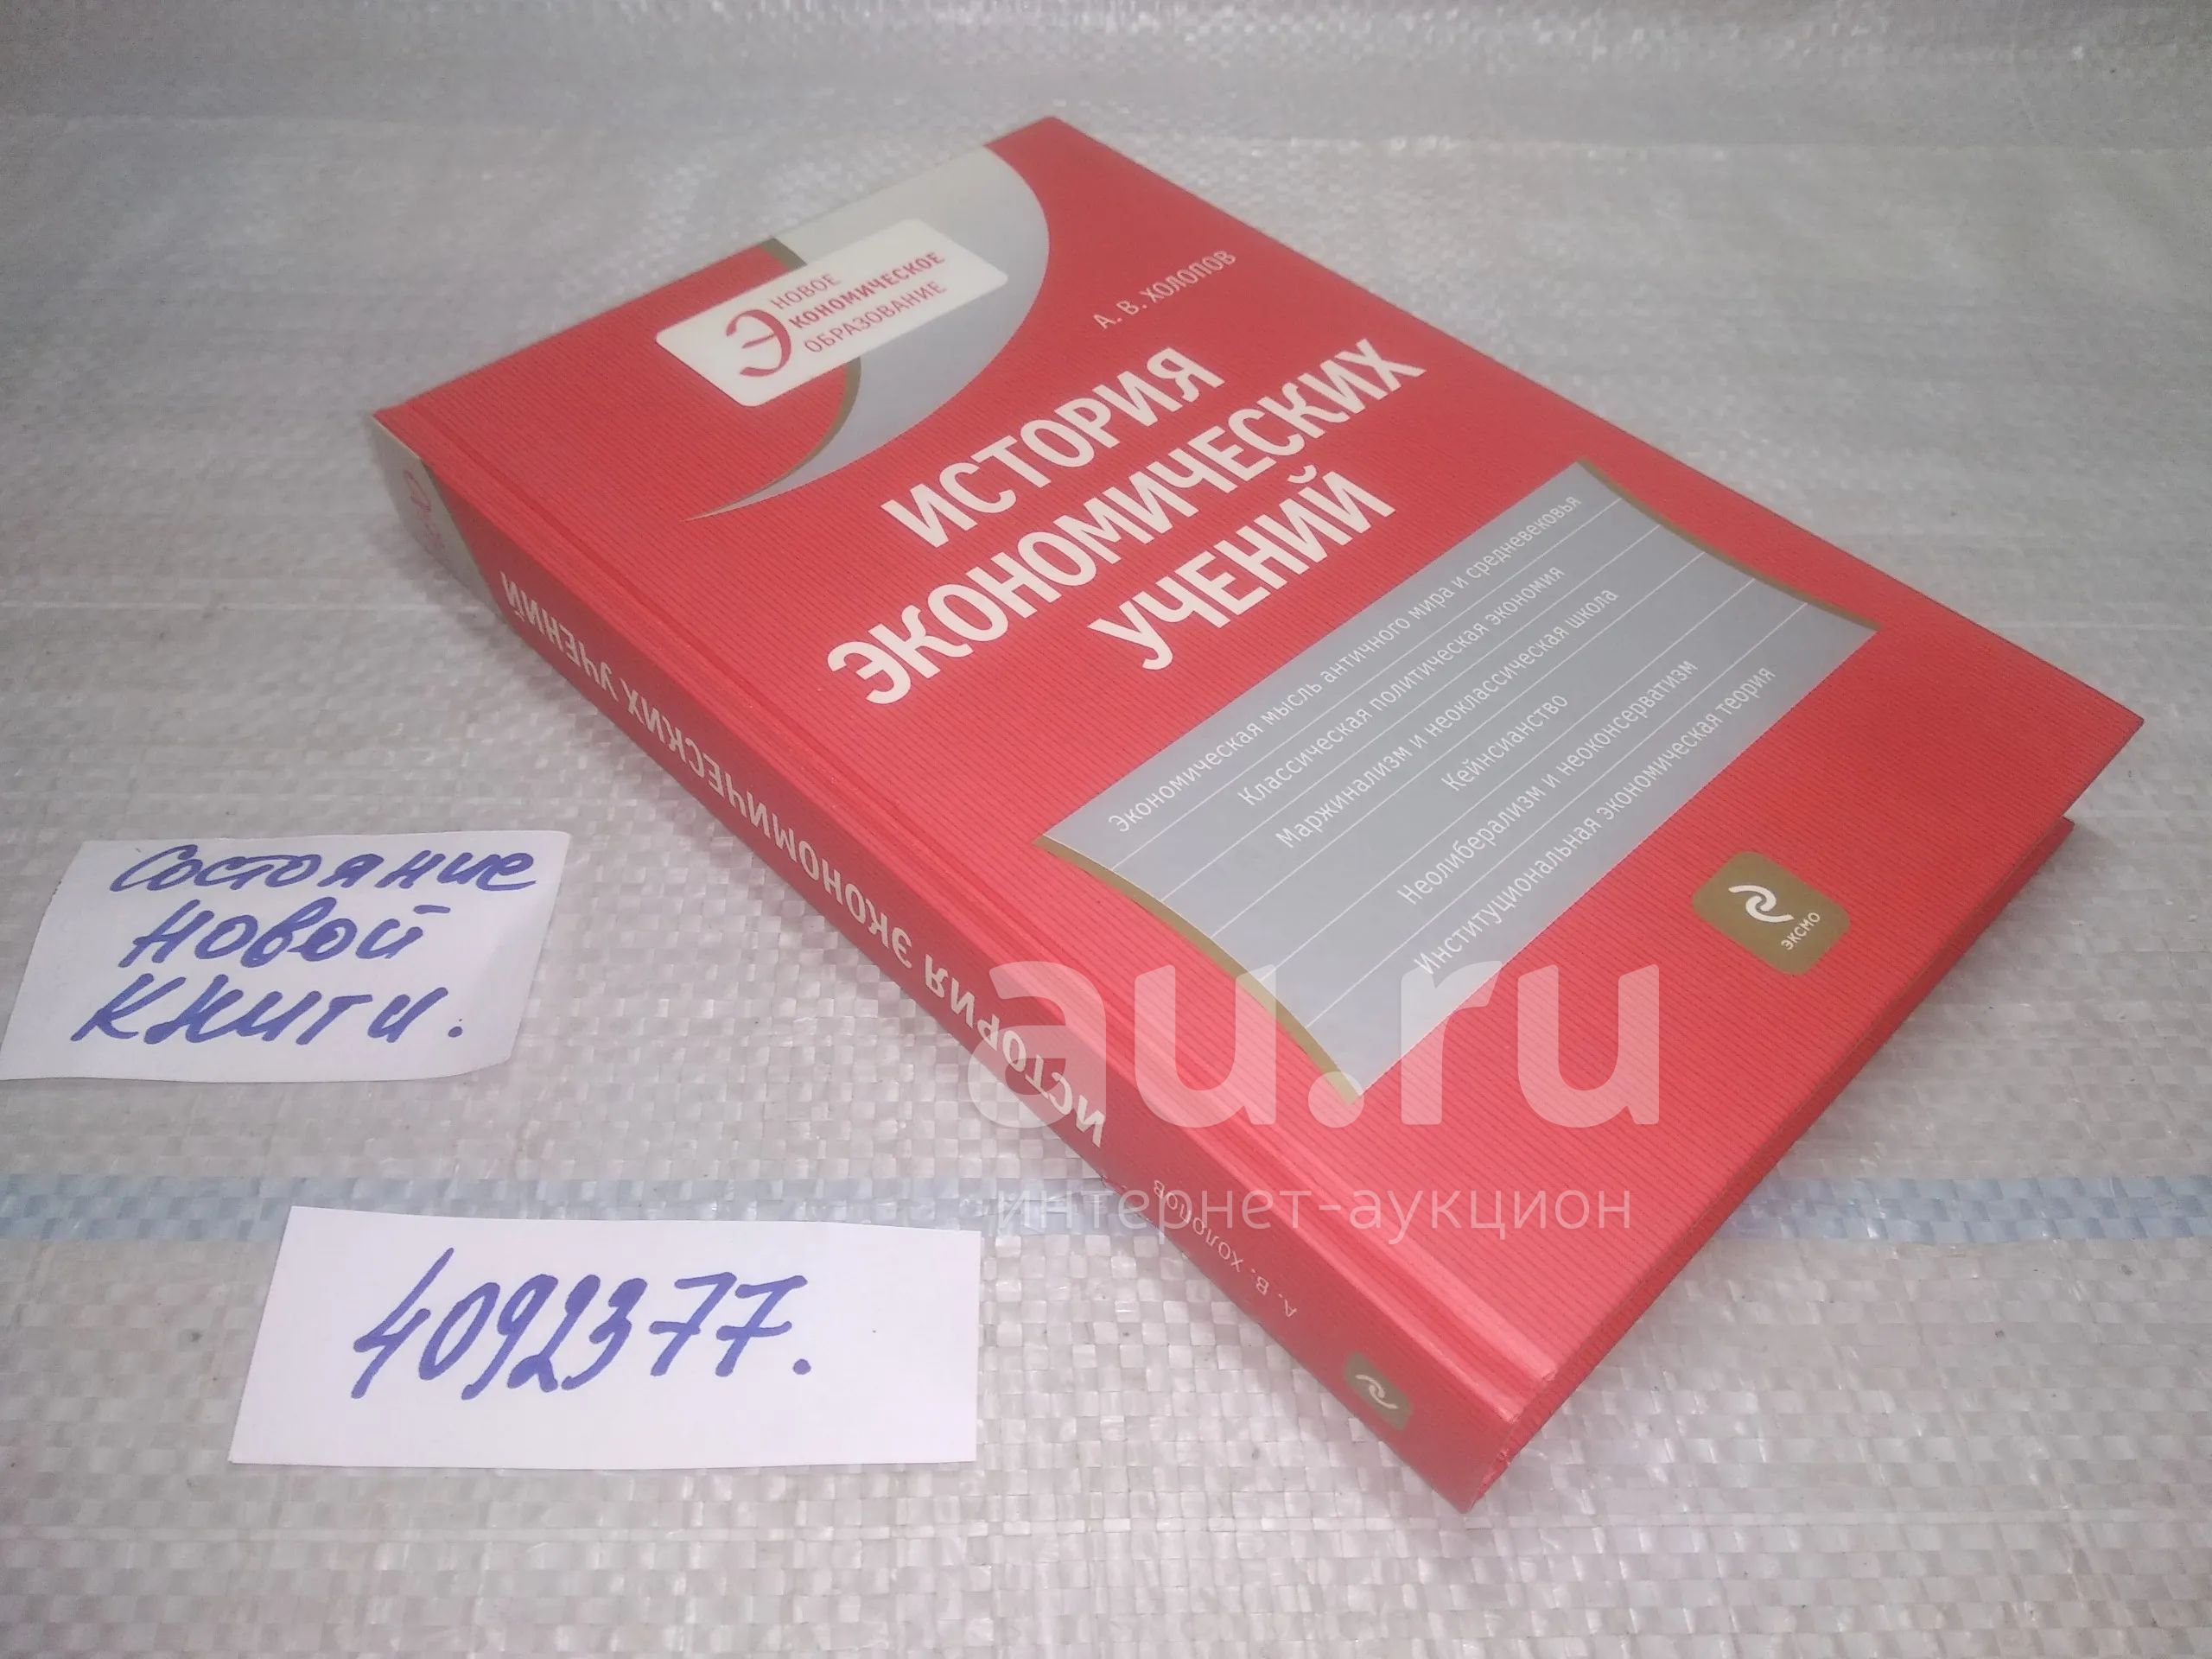 НОВОЕ
ЭКОНОМИЧЕСКОЕ
ОБРАЗОВАНИЕ
А. В. ХОЛОПОВ
ИСТОРИЯ
ЭКОНОМИЧЕСКИХ
УЧЕНИЙ
Экономическая мысль античного мира и средневековья
Классическая политическая экономия
Маржинализм и неоклассическая школа
Кейнсианство
Неолиберализм и неоконсерватизм
Институциональная экономическая теория
ЭКСМО
А. В. ХОЛОПОВ
ИСТОРИЯ ЭКОНОМИЧЕСКИХ УЧЕНИЙ
Состояние
новой
книги.
4092377.
au.ru
интернет-аукцион